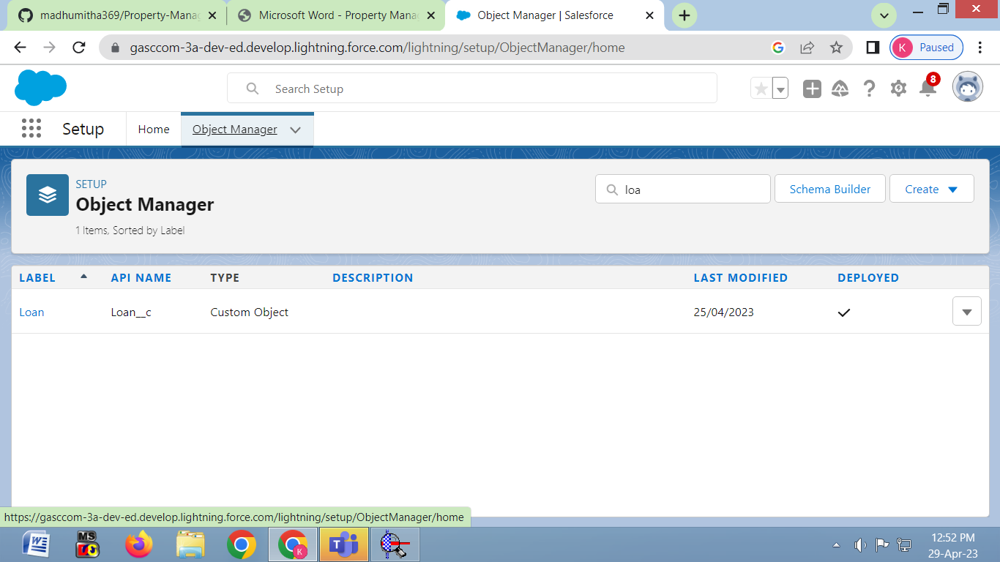 madhumitha369/Property-Manag
Microsoft Word - Property Mana
Object Manager | Salesforce
gasccom-3a-dev-ed.develop.lightning.force.com/lightning/setup/ObjectManager/home
K
Paused
Search Setup
8
Setup
Home
Object Manager
SETUP
Object Manager
1 Items, Sorted by Label
loa
Schema Builder
Create
LABEL
API NAME
TYPE
DESCRIPTION
LAST MODIFIED
DEPLOYED
Loan
Loan__c
Custom Object
25/04/2023
https://gasccom-3a-dev-ed.develop.lightning.force.com/lightning/setup/ObjectManager/home
W
MS
K
T
12:52 PM
29-Apr-23